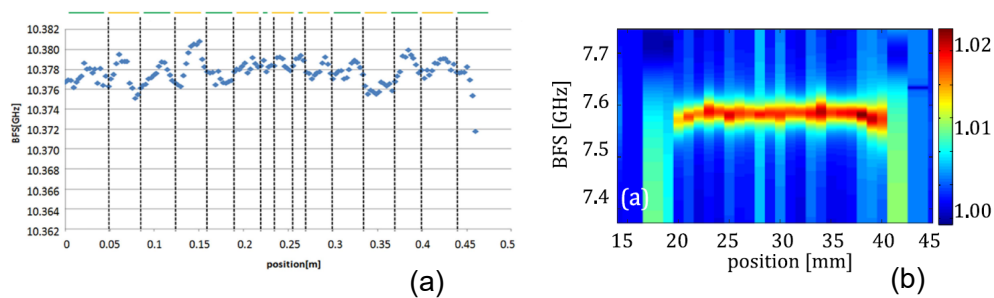 (a)
10.382
10.380
10.378
10.376
10.374
10.372
10.370
10.368
10.366
10.364
10.362
BFS[GHz]
0 0.05 0.1 0.15 0.2 0.25 0.3 0.35 0.4 0.45 0.5
position[m]
(a)
7.7
7.6
7.5
7.4
BFS [GHz]
(a)
15 20 25 30 35 40 45
position [mm]
1.02
1.01
1.00
(b)